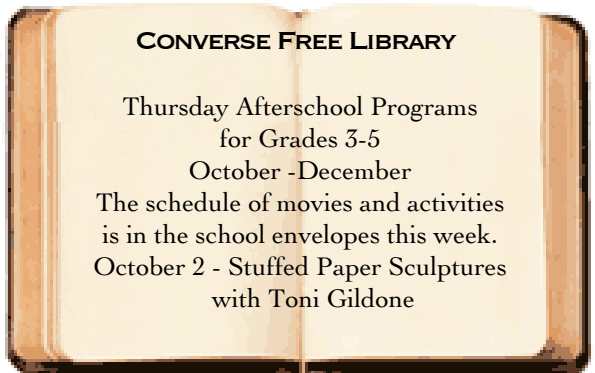 Converse Free Library
Thursday Afterschool Programs
for Grades 3-5
October -December
The schedule of movies and activities
is in the school envelopes this week.
October 2 - Stuffed Paper Sculptures
with Toni Gildone